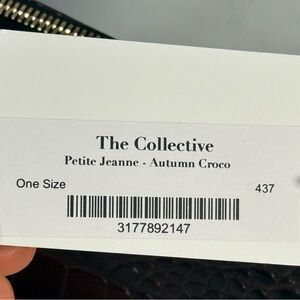 The Collective
Petite Jeanne - Autumn Croco
One Size 437
3177892147